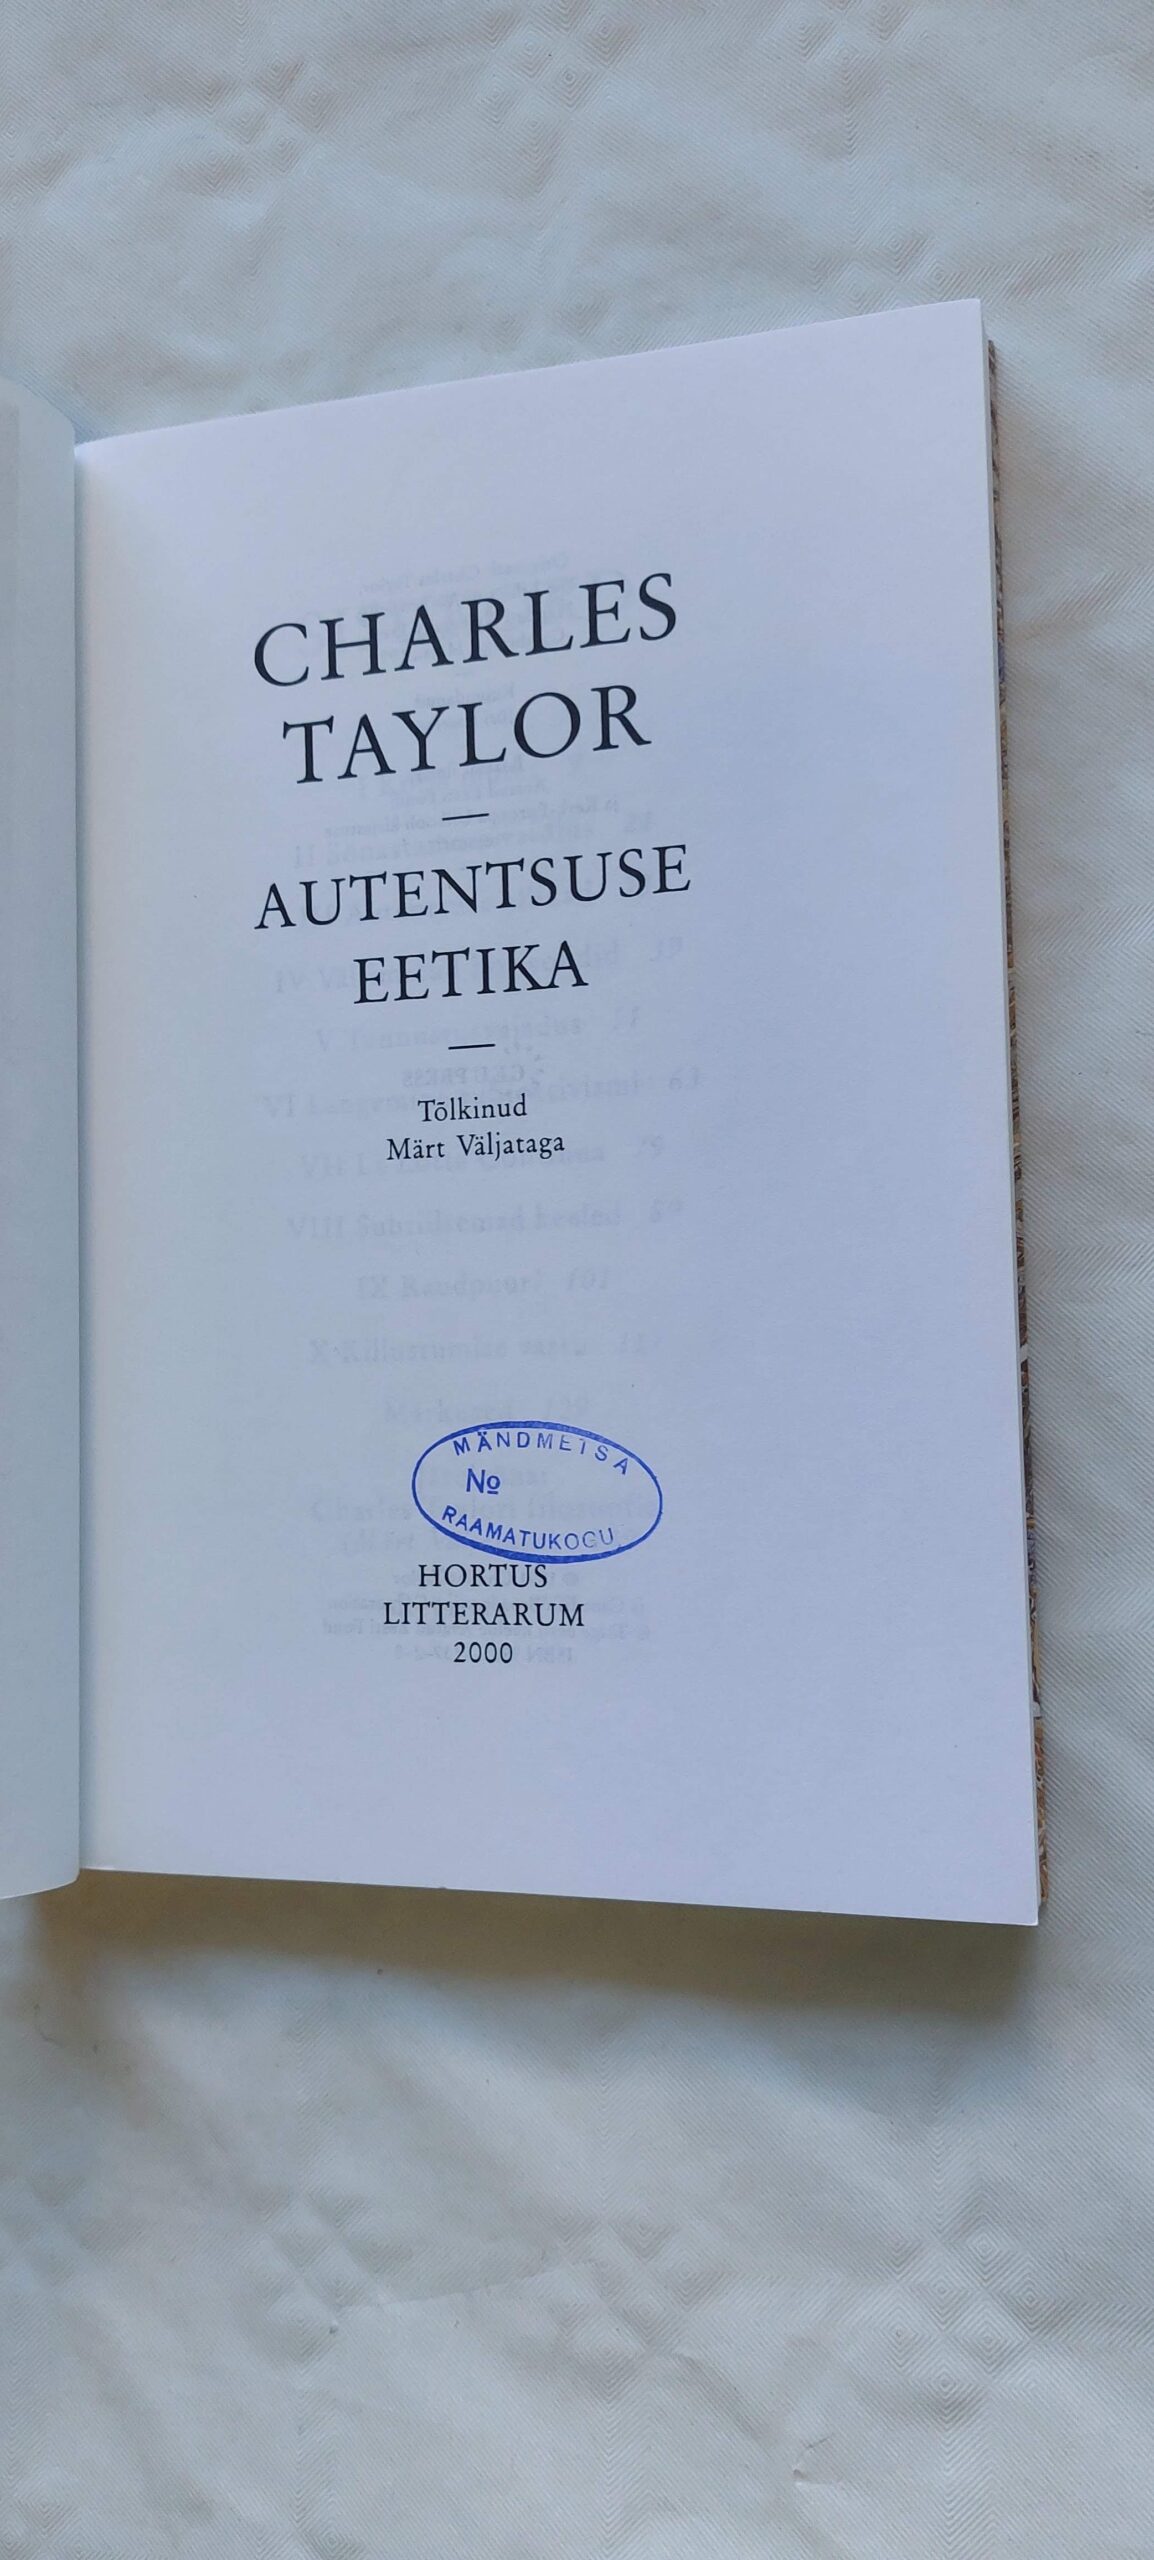 CHARLES
TAYLOR
—
AUTENTSUSE
EETIKA
—
Tõlkinud
Märt Väljataga
MÄNDMETSA
№
RAAMATUKOGU
HORTUS
LITTERARUM
2000